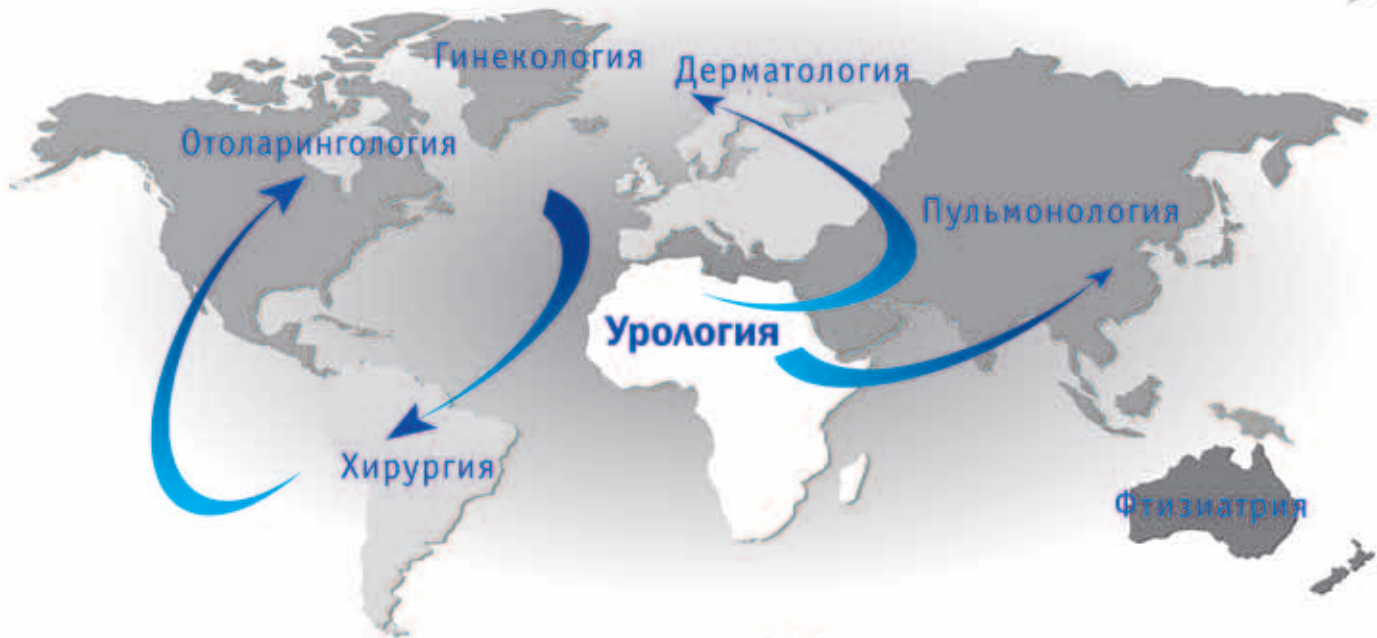 Гинекология
Дерматология
Отоларингология
Пульмонология
Урология
Хирургия
Фтизиатрия